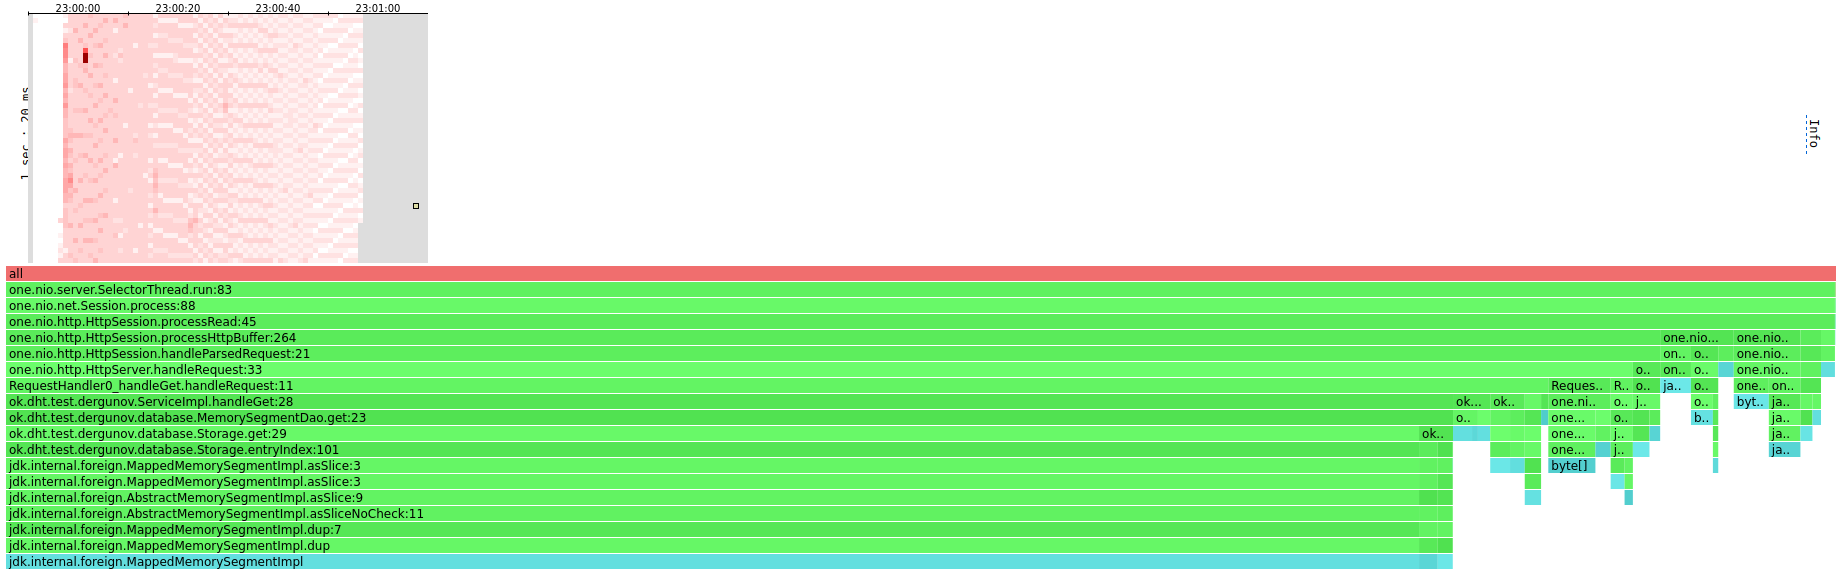 23:00:00 23:00:20 23:00:40 23:01:00
1 sec : 20 ms
Info
all
one.nio.server.SelectorThread.run:83
one.nio.net.Session.process:88
one.nio.http.HttpSession.processRead:45
one.nio.http.HttpSession.processHttpBuffer:264 one.nio... one.nio..
one.nio.http.HttpSession.handleParsedRequest:21 on.. o.. one.nio..
one.nio.http.HttpServer.handleRequest:33 o.. on.. o.. one.nio..
RequestHandler0_handleGet.handleRequest:11 Reques.. R.. o.. ja.. o.. one.. on..
ok.dht.test.dergunov.ServiceImpl.handleGet:28 ok... ok.. one.ni.. o.. j.. o.. byt.. ja..
ok.dht.test.dergunov.database.MemorySegmentDao.get:23 o.. one... o.. b.. ja..
ok.dht.test.dergunov.database.Storage.get:29 ok.. one... j.. ja..
ok.dht.test.dergunov.database.Storage.entryIndex:101 one... j.. ja..
jdk.internal.foreign.MappedMemorySegmentImpl.asSlice:3 byte[]
jdk.internal.foreign.MappedMemorySegmentImpl.asSlice:3
jdk.internal.foreign.AbstractMemorySegmentImpl.asSlice:9
jdk.internal.foreign.AbstractMemorySegmentImpl.asSliceNoCheck:11
jdk.internal.foreign.MappedMemorySegmentImpl.dup:7
jdk.internal.foreign.MappedMemorySegmentImpl.dup
jdk.internal.foreign.MappedMemorySegmentImpl